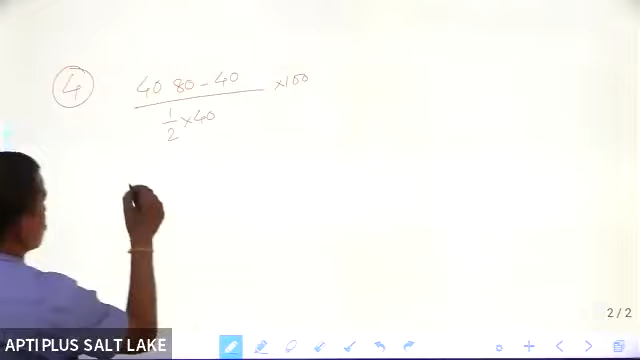 4 40 80 - 40 ×100
1/2 ×40
2/2
APTI PLUS SALT LAKE